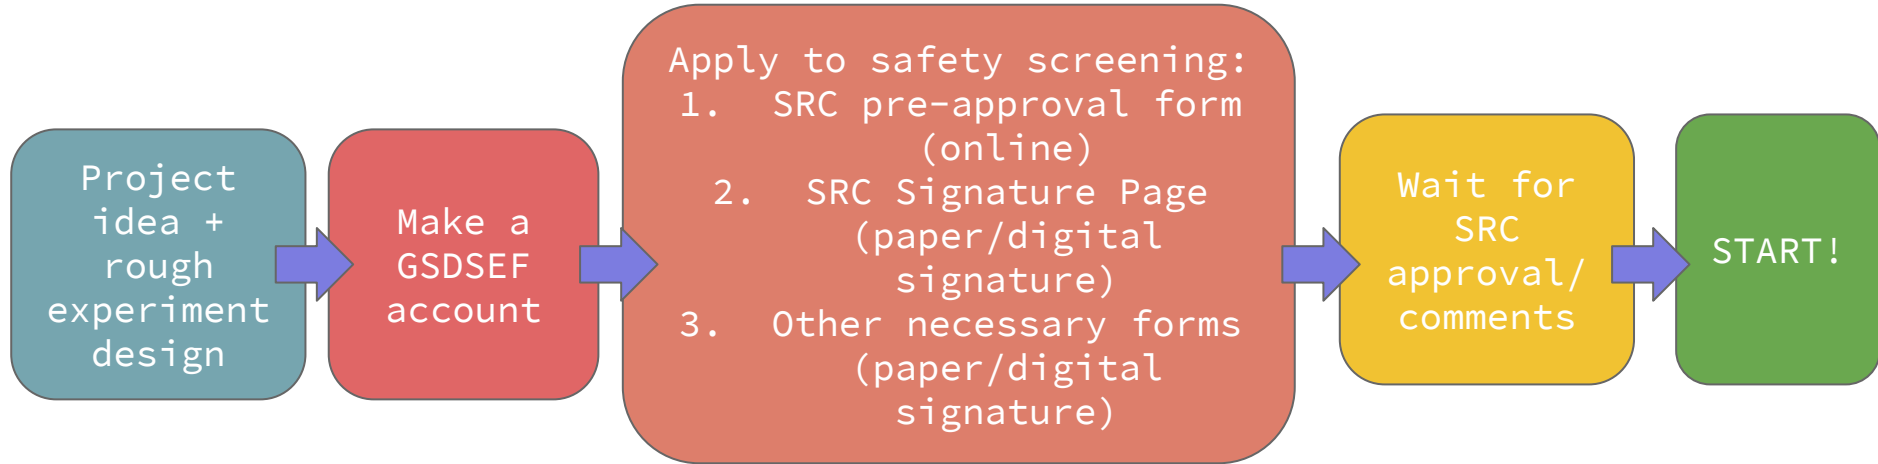 Project
idea +
rough
experiment
design
Make a
GSDSEF
account
Apply to safety screening:
1. SRC pre-approval form
(online)
2. SRC Signature Page
(paper/digital
signature)
3. Other necessary forms
(paper/digital
signature)
Wait for
SRC
approval/
comments
START!